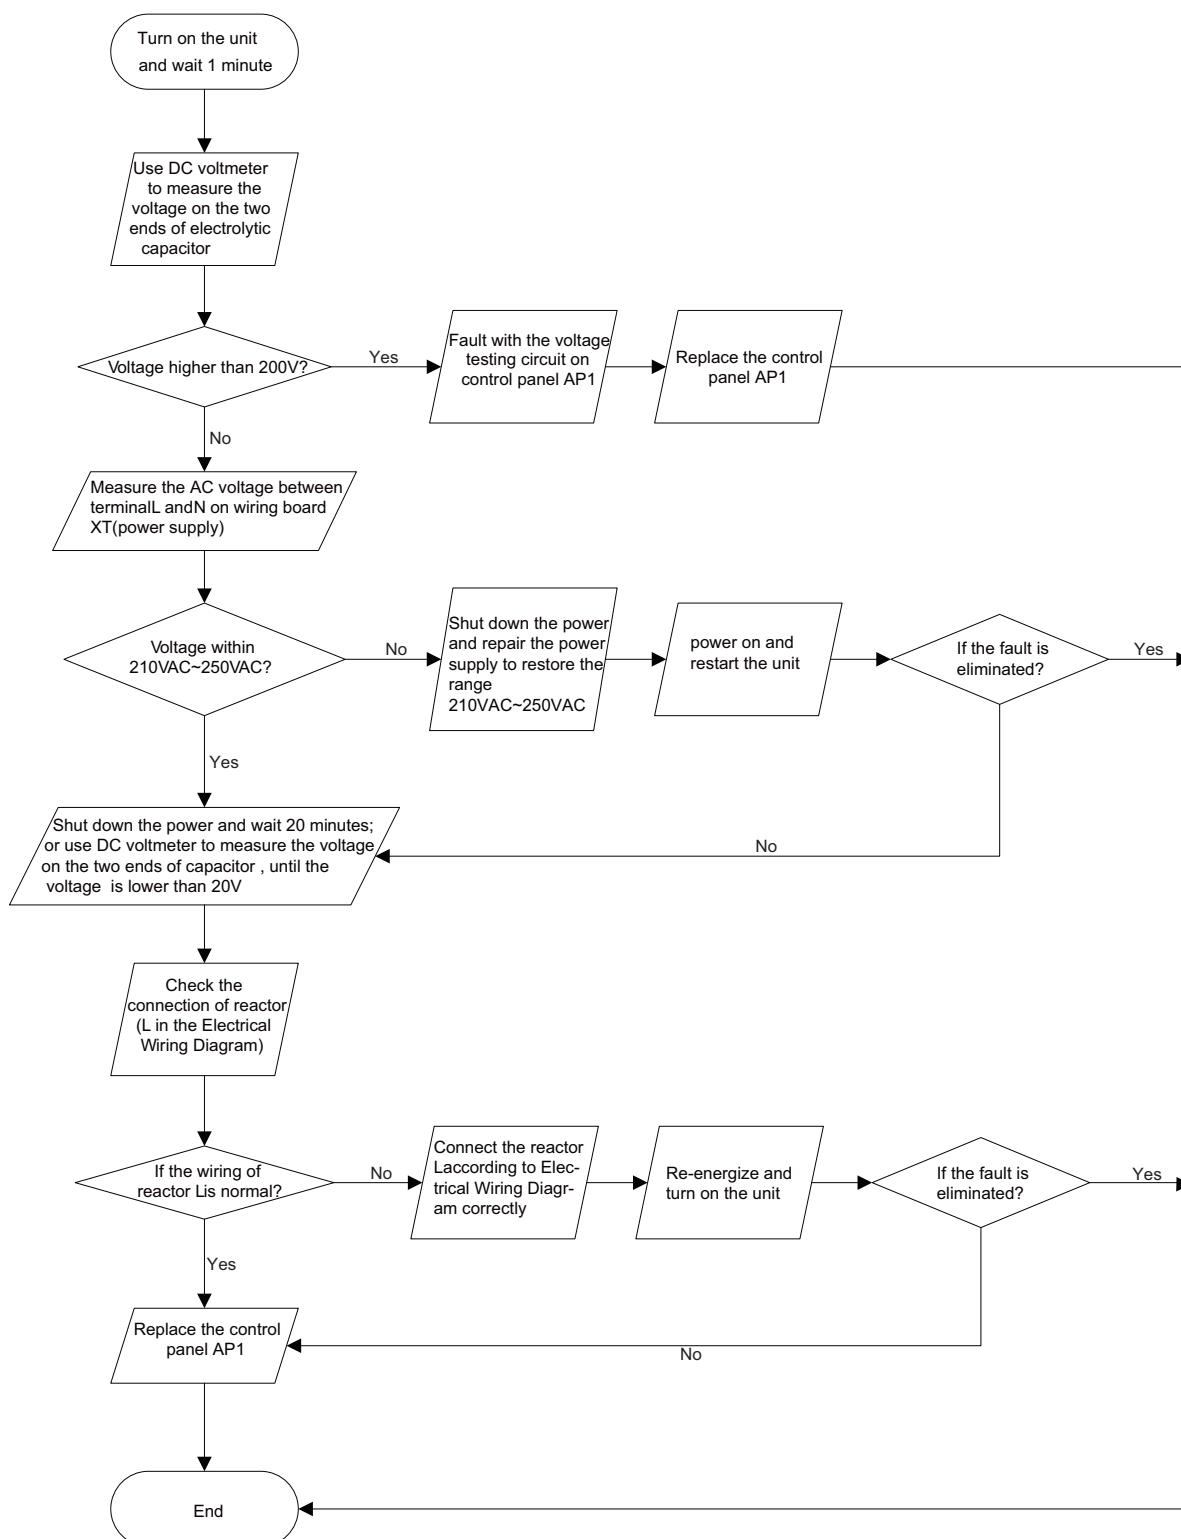 Turn on the unit
and wait 1 minute
Use DC voltmeter
to measure the
voltage on the two
ends of electrolytic
capacitor
Voltage higher than 200V?
Yes
Fault with the voltage
testing circuit on
control panel AP1
Replace the control
panel AP1
No
Measure the AC voltage between
terminalL andN on wiring board
XT(power supply)
Voltage within
210VAC~250VAC?
No
Shut down the power
and repair the power
supply to restore the
range
210VAC~250VAC
power on and
restart the unit
If the fault is
eliminated?
Yes
Yes
No
Shut down the power and wait 20 minutes;
or use DC voltmeter to measure the voltage
on the two ends of capacitor , until the
voltage is lower than 20V
Check the
connection of reactor
(L in the Electrical
Wiring Diagram)
If the wiring of
reactor Lis normal?
No
Connect the reactor
Laccording to Elec-
trical Wiring Diagr-
am correctly
Re-energize and
turn on the unit
If the fault is
eliminated?
Yes
Yes
No
Replace the control
panel AP1
End